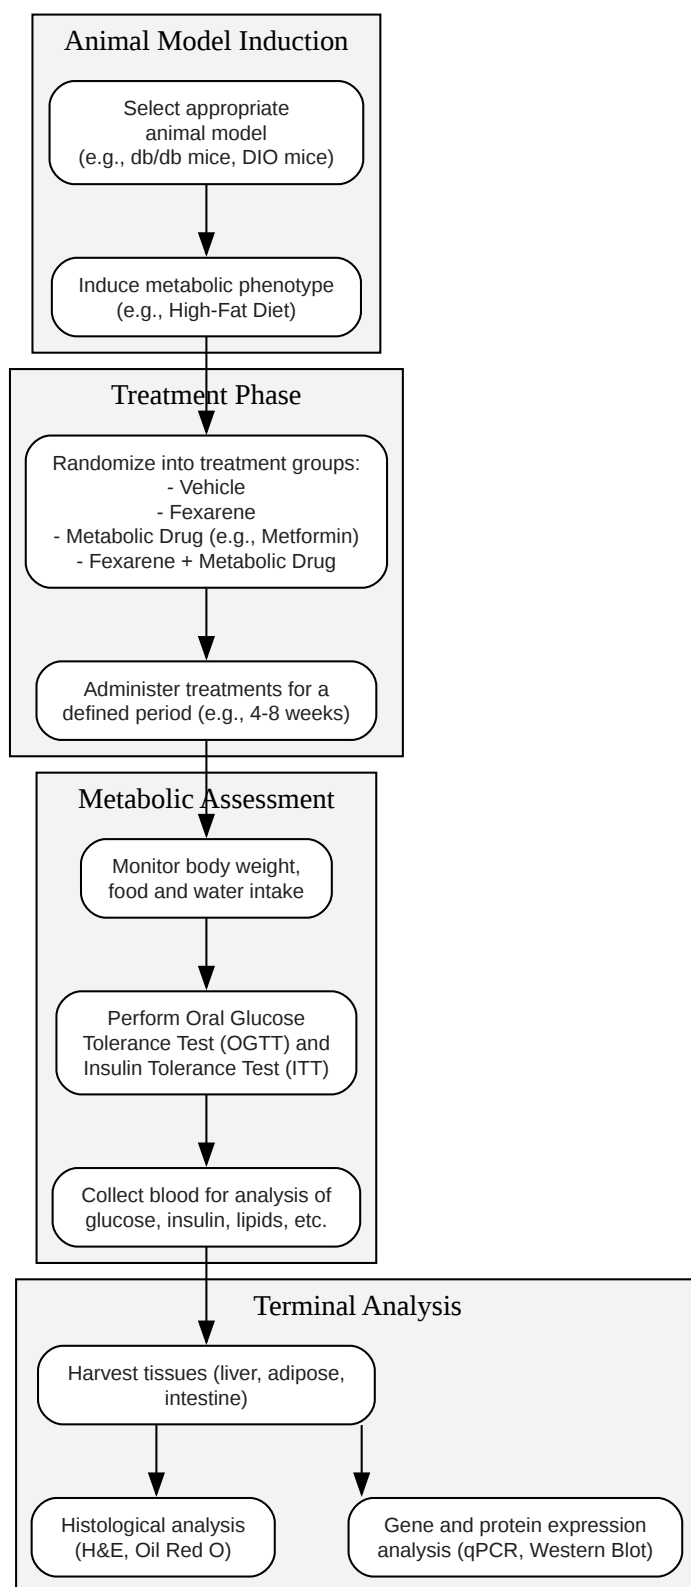 Animal Model Induction
Select appropriate
animal model
(e.g., db/db mice, DIO mice)
Induce metabolic phenotype
(e.g., High-Fat Diet)
Treatment Phase
Randomize into treatment groups:
- Vehicle
- Fexarene
- Metabolic Drug (e.g., Metformin)
- Fexarene + Metabolic Drug
Administer treatments for a
defined period (e.g., 4-8 weeks)
Metabolic Assessment
Monitor body weight,
food and water intake
Perform Oral Glucose
Tolerance Test (OGTT) and
Insulin Tolerance Test (ITT)
Collect blood for analysis of
glucose, insulin, lipids, etc.
Terminal Analysis
Harvest tissues (liver, adipose,
intestine)
Histological analysis
(H&E, Oil Red O)
Gene and protein expression
analysis (qPCR, Western Blot)